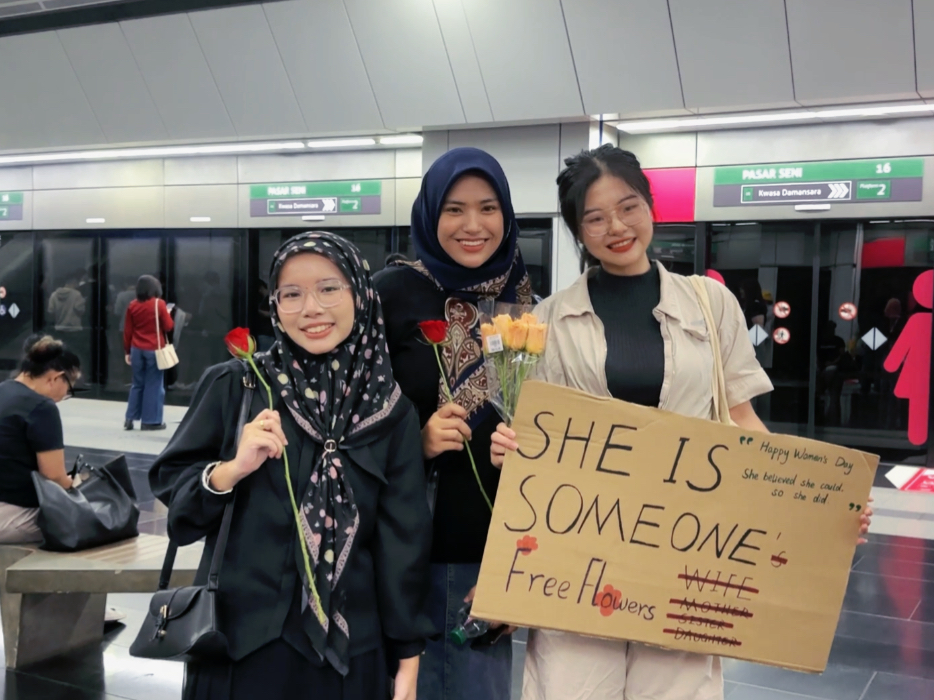 PASAR SENI 16
Kwasa Damansara
2
PASAR SENI 16
Kwasa Damansara
Platform 2
SHE IS
SOMEONE's
Free Flowers
WIFE
MOTHER
SISTER
DAUGHTER
" Happy Women's Day
She believed she could,
so she did "